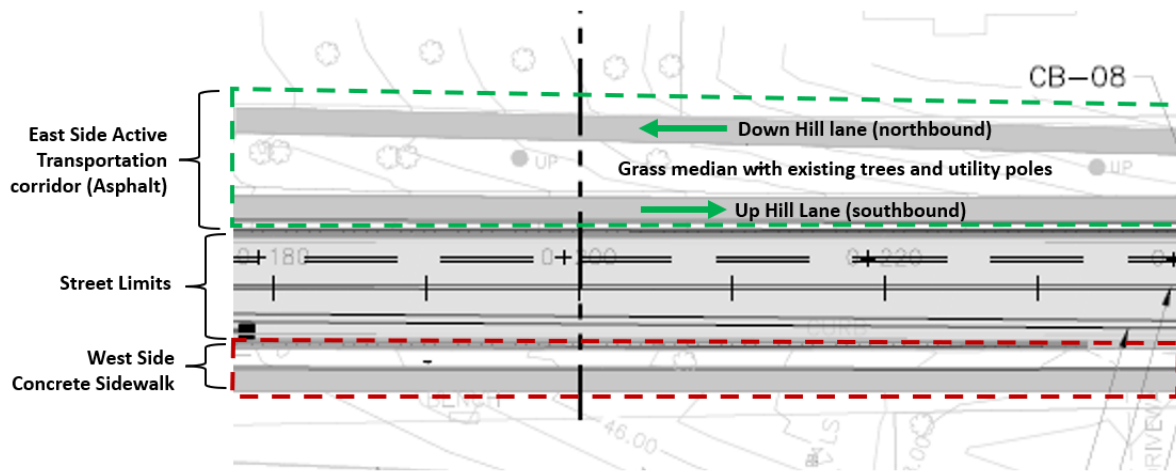 CB-08
East Side Active
Transportation
corridor (Asphalt)
Down Hill lane (northbound)
UP
Grass median with existing trees and utility poles
UP
Up Hill Lane (southbound)
0+180
0+200
0+220
Street Limits
CURB
West Side
Concrete Sidewalk
46.00
LS